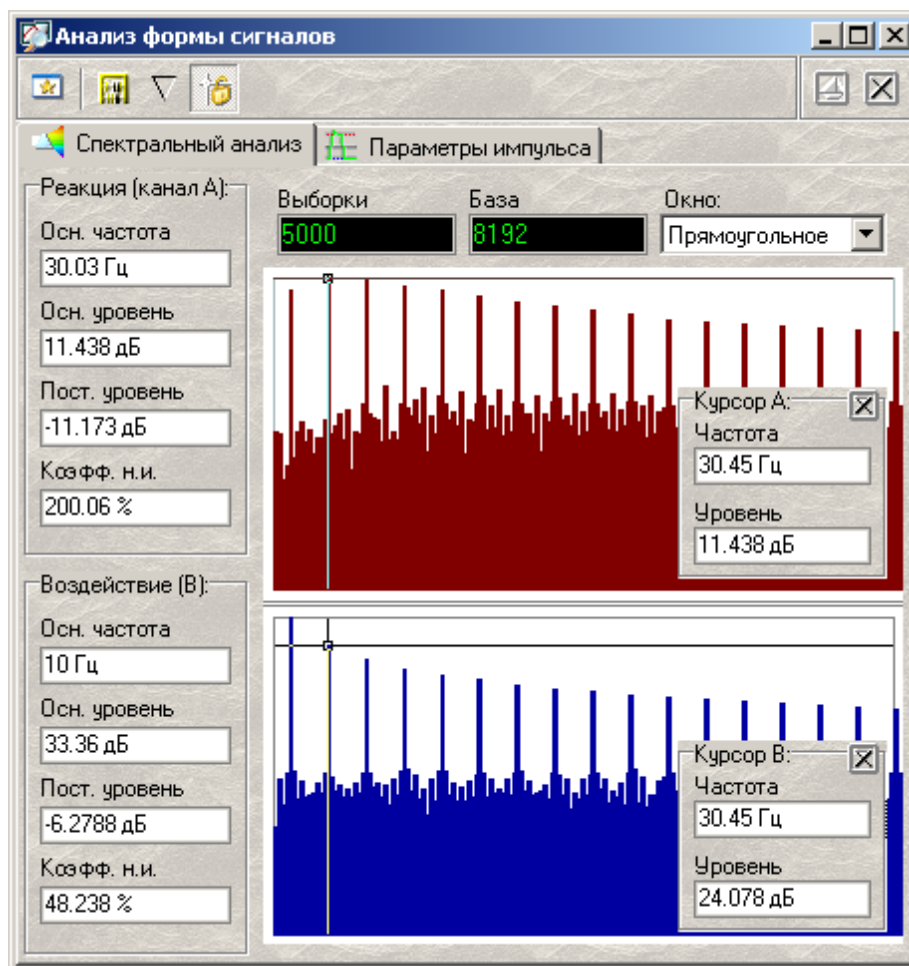 Анализ формы сигналов
Спектральный анализ
Параметры импульса
Реакция (канал А):
Осн. частота
30.03 Гц
Осн. уровень
11.438 дБ
Пост. уровень
-11.173 дБ
Коэфф. н.и.
200.06 %
Воздействие (В):
Осн. частота
10 Гц
Осн. уровень
33.36 дБ
Пост. уровень
-6.2788 дБ
Коэфф. н.и.
48.238 %
Выборки
База
Окно:
5000
8192
Прямоугольное
Курсор А:
Частота
30.45 Гц
Уровень
11.438 дБ
Курсор В:
Частота
30.45 Гц
Уровень
24.078 дБ